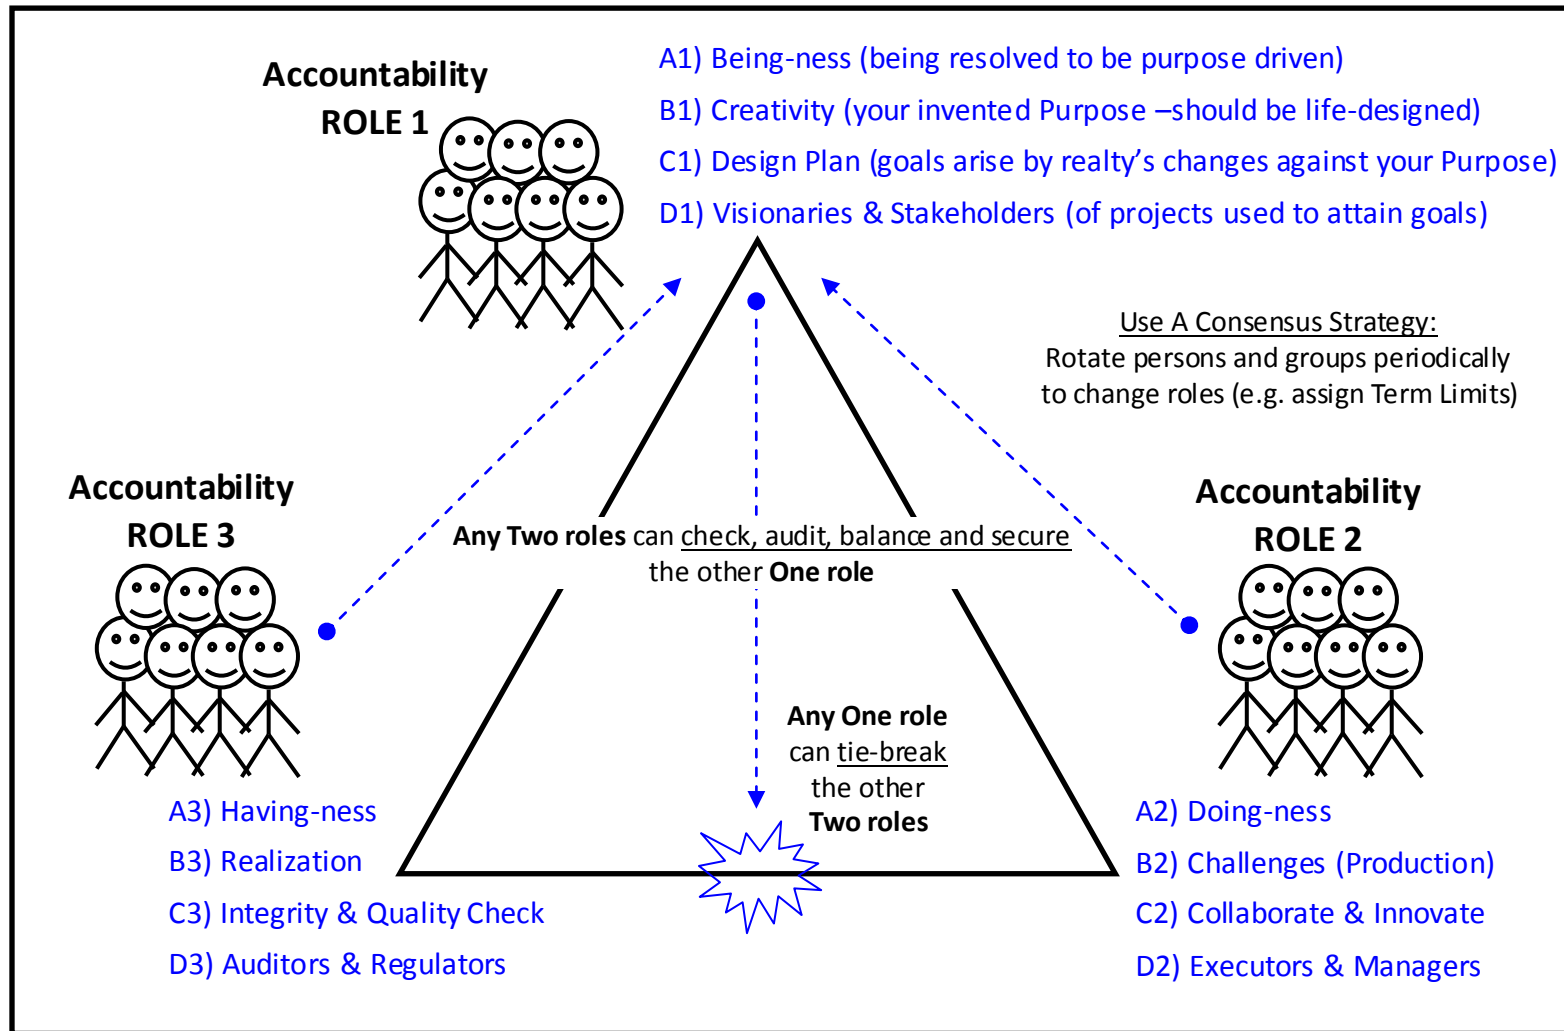 Accountability
ROLE 1
A1) Being-ness (being resolved to be purpose driven)
B1) Creativity (your invented Purpose –should be life-designed)
C1) Design Plan (goals arise by realty’s changes against your Purpose)
D1) Visionaries & Stakeholders (of projects used to attain goals)
Use A Consensus Strategy:
Rotate persons and groups periodically
to change roles (e.g. assign Term Limits)
Accountability
ROLE 3
Accountability
ROLE 2
Any Two roles can check, audit, balance and secure
the other One role
Any One role
can tie-break
the other
Two roles
A3) Having-ness
B3) Realization
C3) Integrity & Quality Check
D3) Auditors & Regulators
A2) Doing-ness
B2) Challenges (Production)
C2) Collaborate & Innovate
D2) Executors & Managers